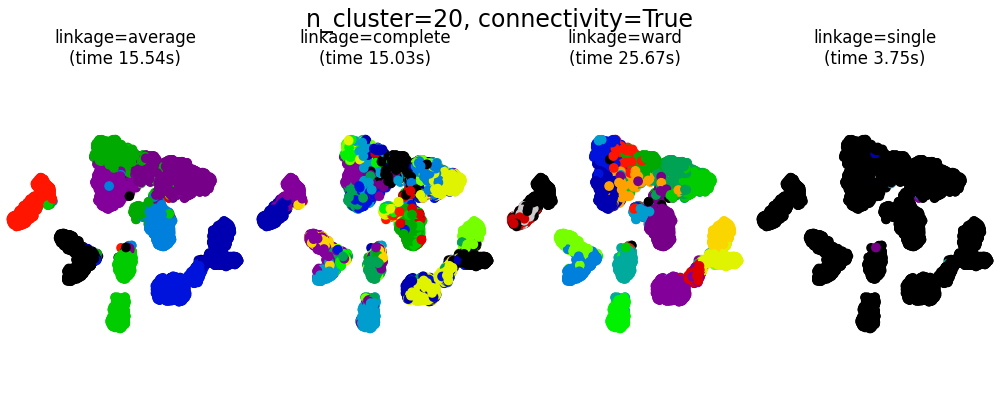 n_cluster=20, connectivity=True
linkage=average
(time 15.54s)
linkage=complete
(time 15.03s)
linkage=ward
(time 25.67s)
linkage=single
(time 3.75s)